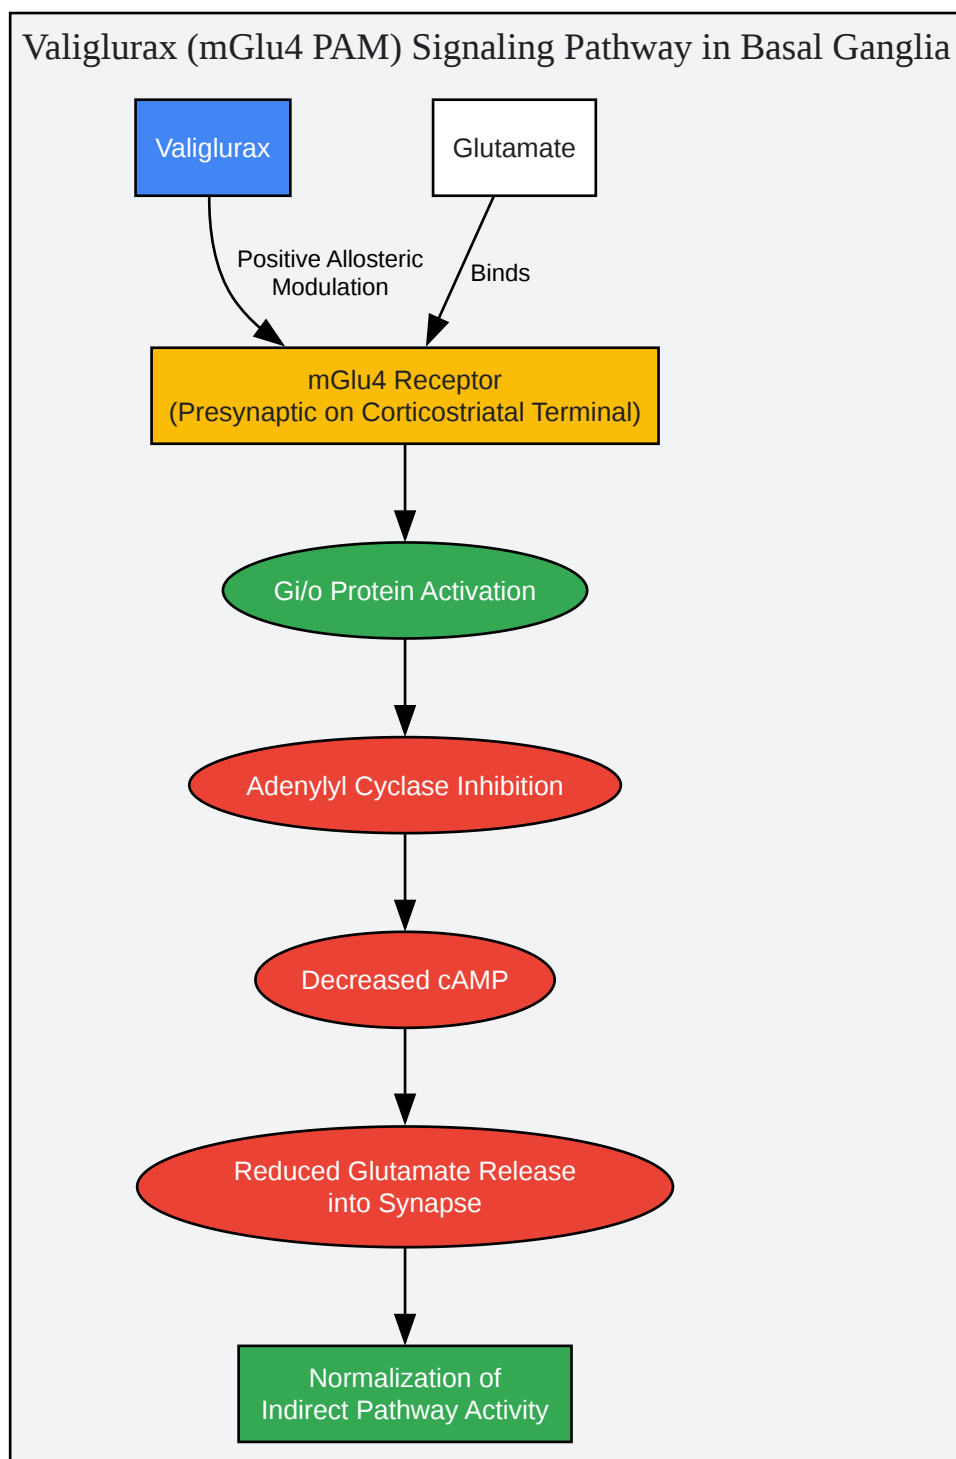 Valiglurax (mGlu4 PAM) Signaling Pathway in Basal Ganglia
Valiglurax
Glutamate
Positive Allosteric
Modulation
Binds
mGlu4 Receptor
(Presynaptic on Corticostriatal Terminal)
Gi/o Protein Activation
Adenylyl Cyclase Inhibition
Decreased cAMP
Reduced Glutamate Release
into Synapse
Normalization of
Indirect Pathway Activity